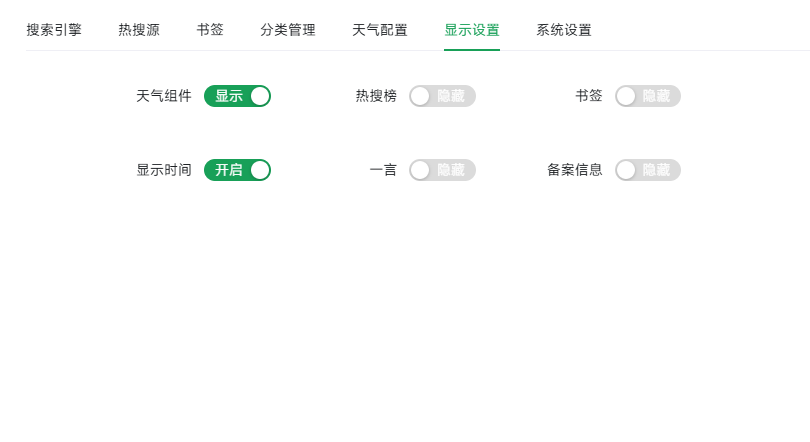 搜索引擎 热搜源 书签 分类管理 天气配置 显示设置 系统设置
天气组件 显示 热搜榜 隐藏 书签 隐藏
显示时间 开启 一言 隐藏 备案信息 隐藏